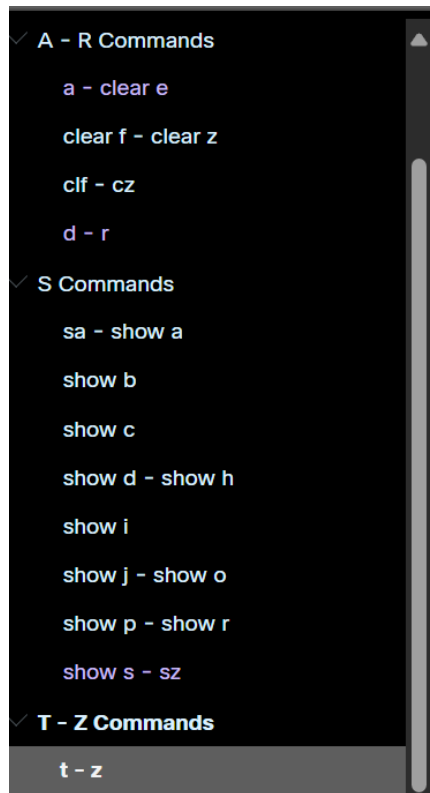 A - R Commands
a - clear e
clear f - clear z
clf - cz
d - r
S Commands
sa - show a
show b
show c
show d - show h
show i
show j - show o
show p - show r
show s - sz
T - Z Commands
t - z